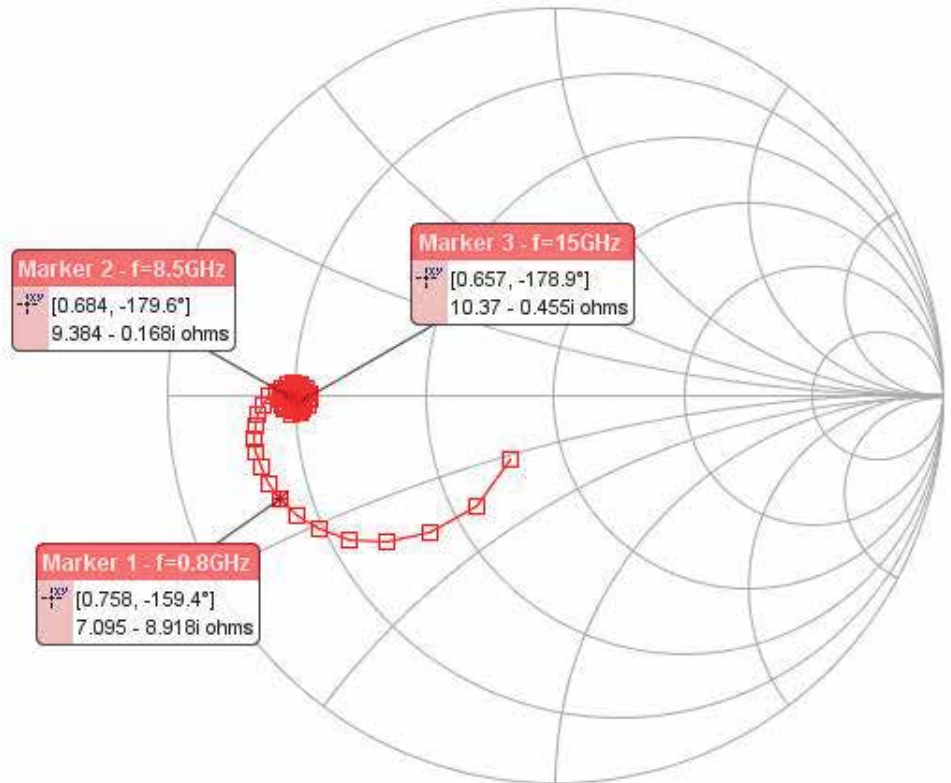 Marker 3 - f=15GHz
[0.657, -178.9°]
10.37 - 0.455i ohms
Marker 2 - f=8.5GHz
[0.684, -179.6°]
9.384 - 0.168i ohms
Marker 1 - f=0.8GHz
[0.758, -159.4°]
7.095 - 8.918i ohms